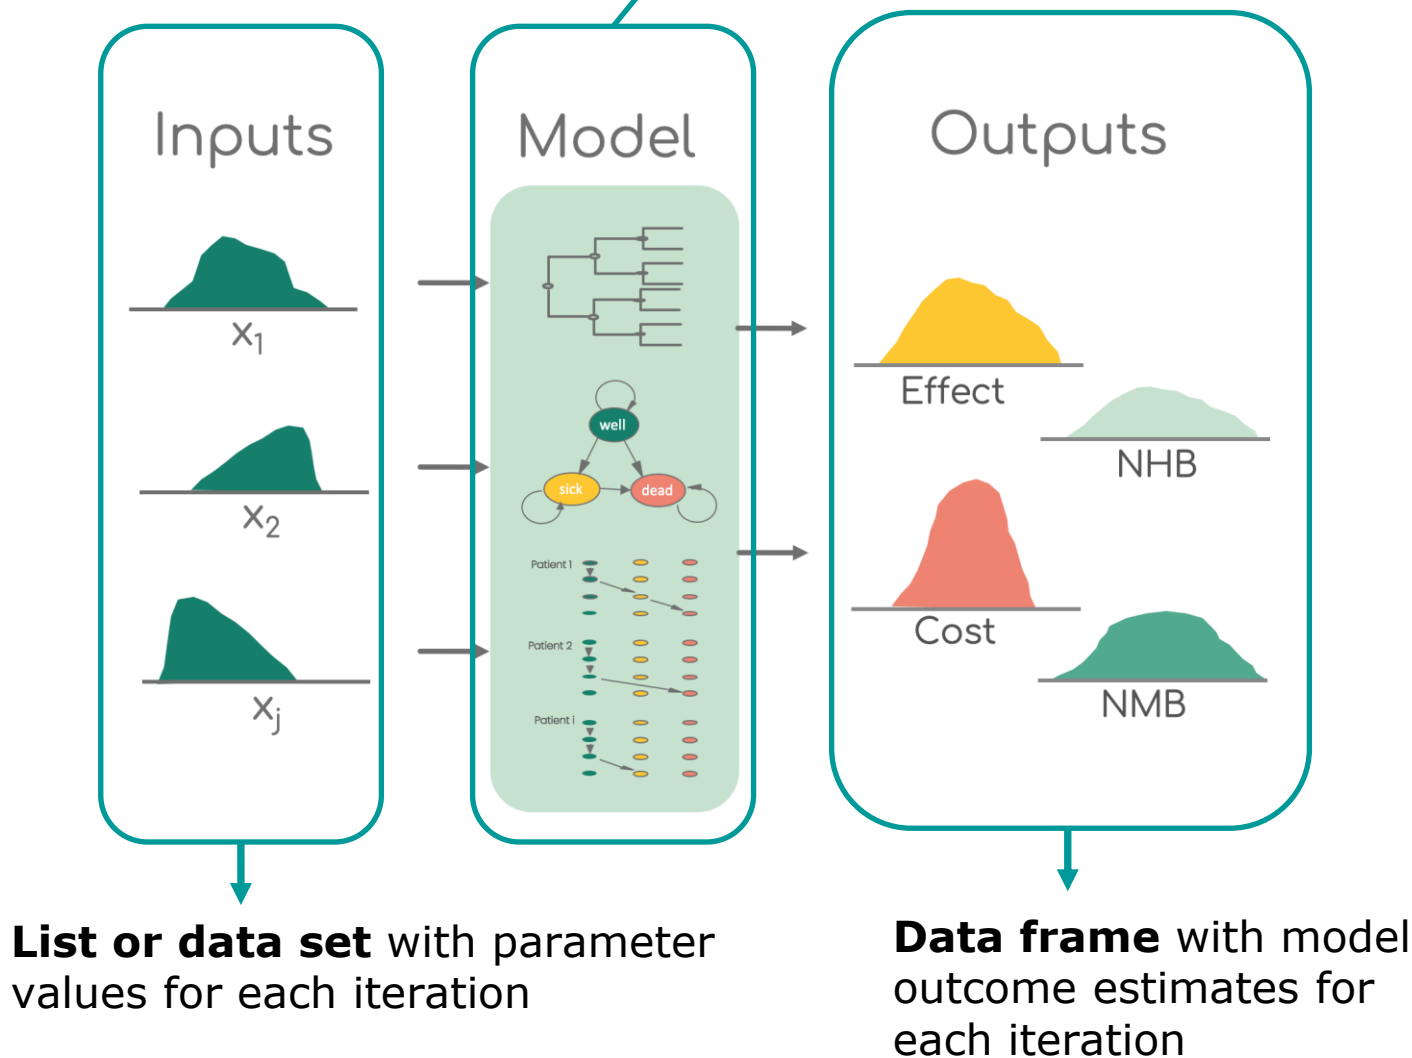 Inputs
Model
Outputs
x1
x2
xj
well
sick
dead
Patient 1
Patient 2
Patient i
Effect
NHB
Cost
NMB
List or data set with parameter
values for each iteration
Data frame with model
outcome estimates for
each iteration